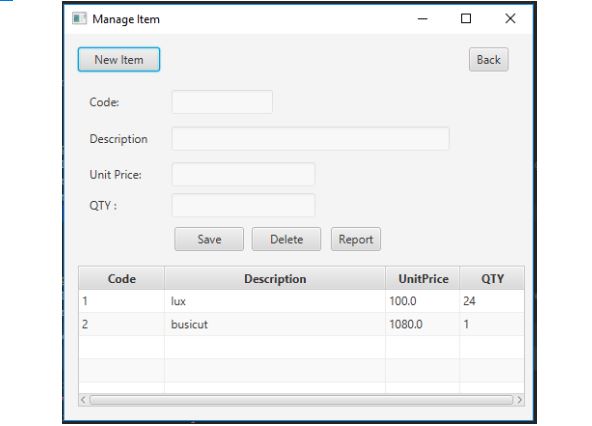 Manage Item
New Item Back
Code:
Description
Unit Price:
QTY :
Save Delete Report
Code Description UnitPrice QTY
1 lux 100.0 24
2 busicut 1080.0 1